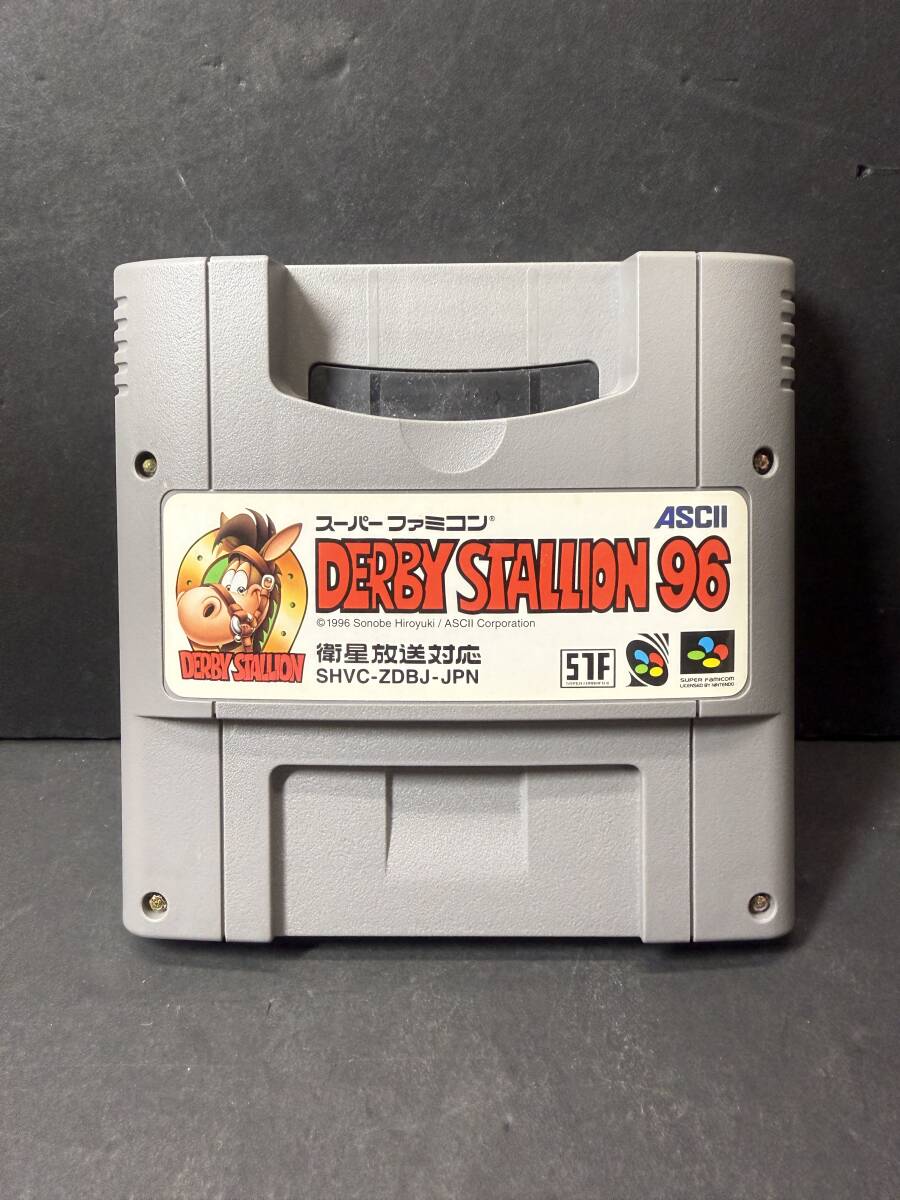 スーパーファミコン®
ASCII
DERBY STALLION 96
©1996 Sonobe Hiroyuki / ASCII Corporation
DERBY STALLION
衛星放送対応
SHVC-ZDBJ-JPN
SUPER FAMICOM
LICENSED BY NINTENDO